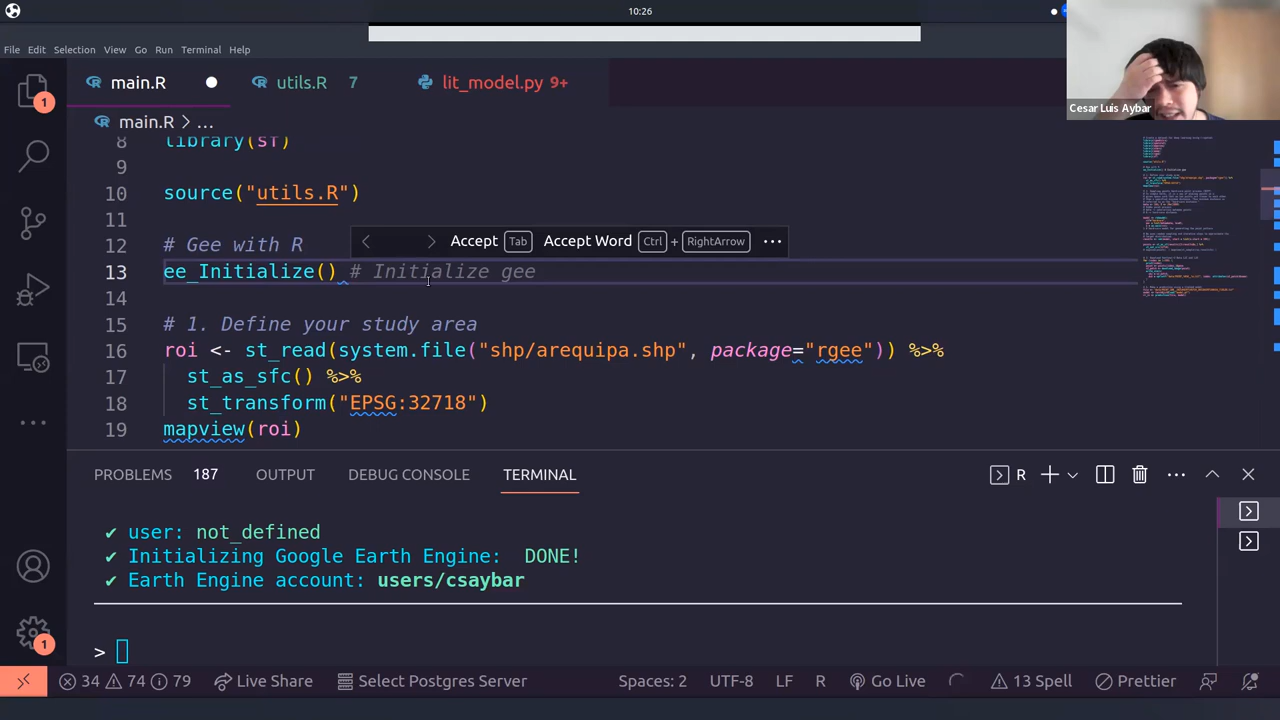 10:26
File Edit Selection View Go Run Terminal Help
main.R utils.R 7 lit_model.py 9+
Cesar Luis Aybar
main.R > ...
8 library(sf)
9
10 source("utils.R")
11
Accept Tab Accept Word Ctrl + RightArrow ...
12 # Gee with R
13 ee_Initialize() # Initialize gee
14
15 # 1. Define your study area
16 roi <- st_read(system.file("shp/arequipa.shp", package="rgee")) %>%
17 st_as_sfc() %>%
18 st_transform("EPSG:32718")
19 mapview(roi)
1
PROBLEMS 187 OUTPUT DEBUG CONSOLE TERMINAL R
✔ user: not_defined
✔ Initializing Google Earth Engine: DONE!
✔ Earth Engine account: users/csaybar
>
1
34 74 79 Live Share Select Postgres Server Spaces: 2 UTF-8 LF R Go Live 13 Spell Prettier